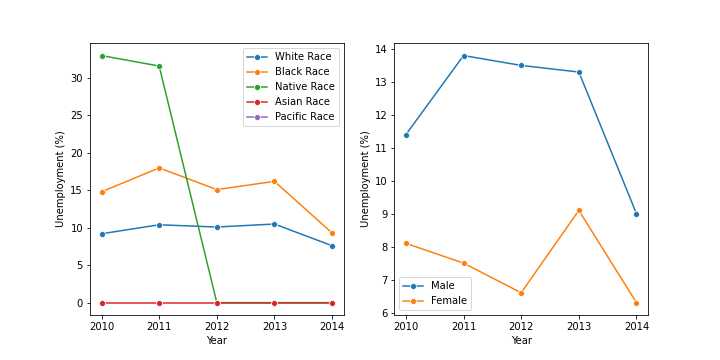 White Race
Black Race
Native Race
Asian Race
Pacific Race
30
25
20
15
10
5
0
Unemployment (%)
2010 2011 2012 2013 2014
Year
14
13
12
11
10
9
8
7
6
Unemployment (%)
Male
Female
2010 2011 2012 2013 2014
Year